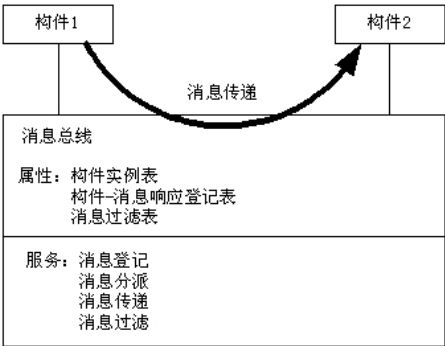 构件1
构件2
消息传递
消息总线
属性：构件实例表
构件-消息响应登记表
消息过滤表
服务：消息登记
消息分派
消息传递
消息过滤